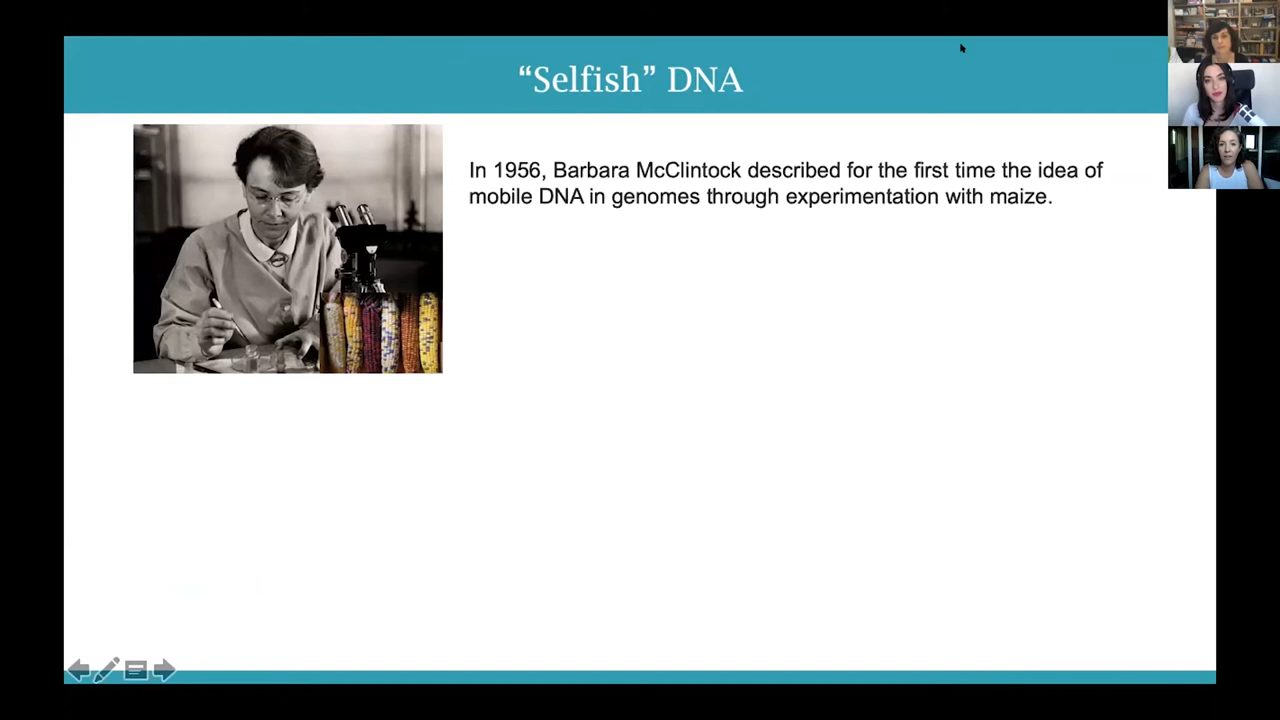 “Selfish” DNA
In 1956, Barbara McClintock described for the first time the idea of
mobile DNA in genomes through experimentation with maize.